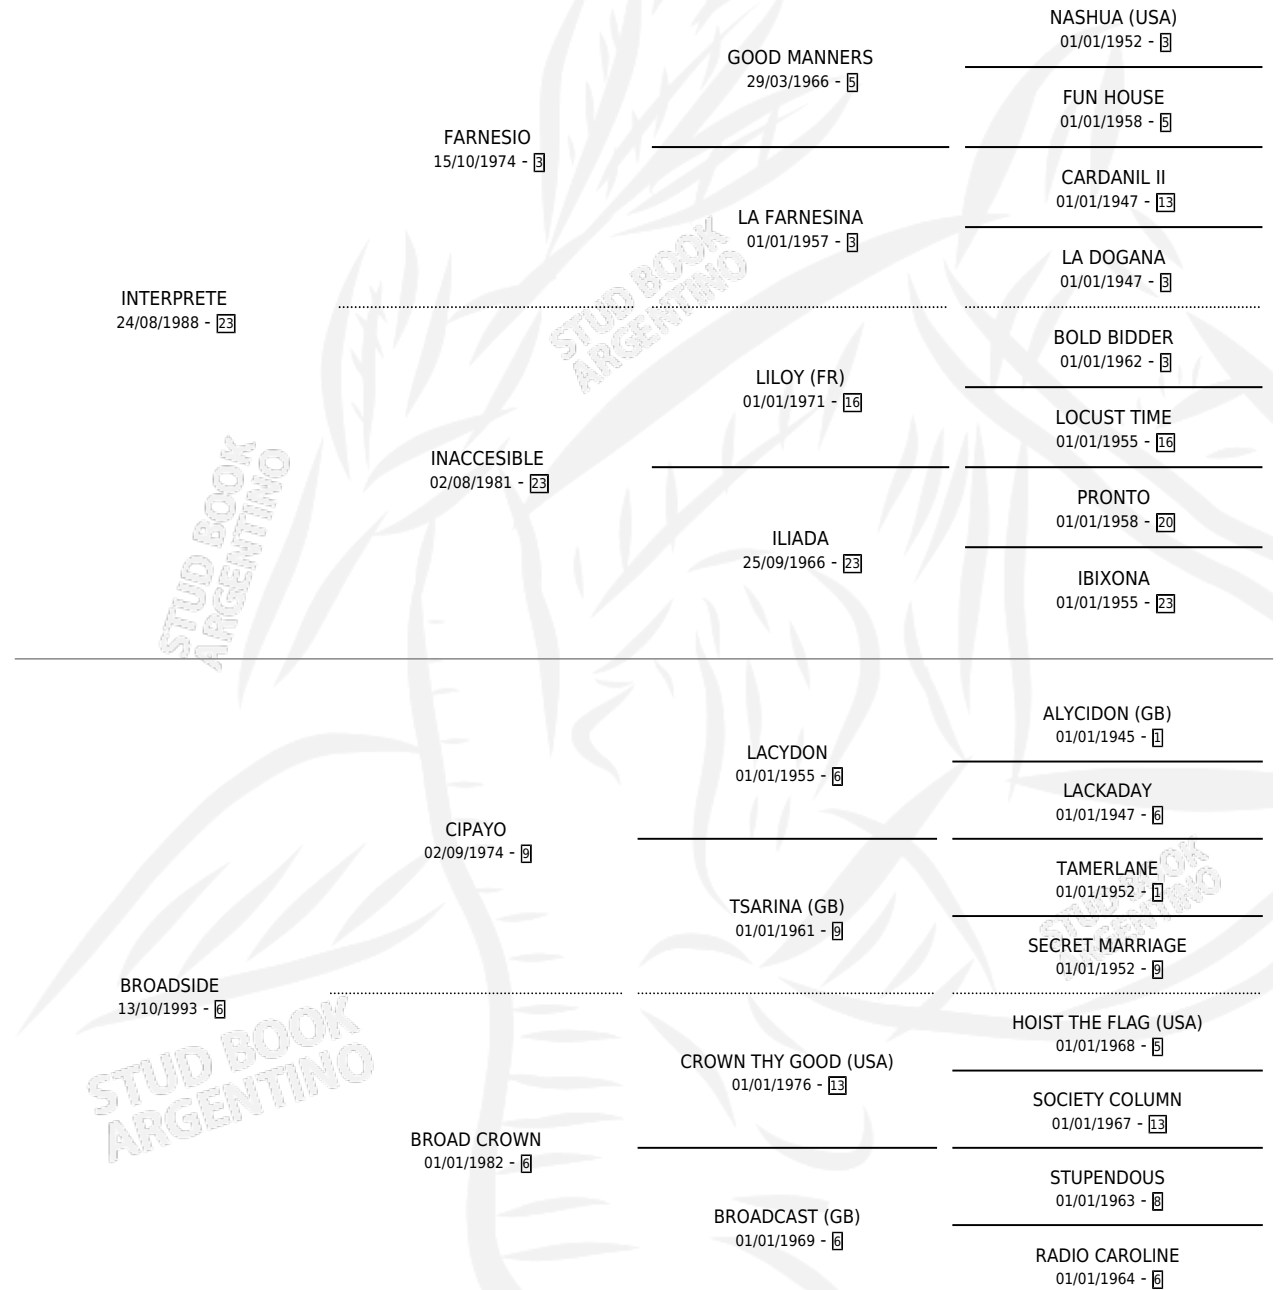 NASHUA (USA)
01/01/1952 - 3
GOOD MANNERS
29/03/1966 - 5
FUN HOUSE
01/01/1958 - 5
FARNESIO
15/10/1974 - 3
CARDANIL II
01/01/1947 - 13
LA FARNESINA
01/01/1957 - 3
LA DOGANA
01/01/1947 - 3
INTERPRETE
24/08/1988 - 23
BOLD BIDDER
01/01/1962 - 3
LILOY (FR)
01/01/1971 - 16
LOCUST TIME
01/01/1955 - 16
INACCESIBLE
02/08/1981 - 23
PRONTO
01/01/1958 - 20
ILIADA
25/09/1966 - 23
IBIXONA
01/01/1955 - 23
STUD BOOK
ARGENTINO
STUD BOOK
ARGENTINO
ALYCIDON (GB)
01/01/1945 - 1
LACYDON
01/01/1955 - 6
LACKADAY
01/01/1947 - 6
CIPAYO
02/09/1974 - 9
TAMERLANE
01/01/1952 - 1
TSARINA (GB)
01/01/1961 - 9
SECRET MARRIAGE
01/01/1952 - 9
BROADSIDE
13/10/1993 - 6
HOIST THE FLAG (USA)
01/01/1968 - 5
CROWN THY GOOD (USA)
01/01/1976 - 13
SOCIETY COLUMN
01/01/1967 - 13
BROAD CROWN
01/01/1982 - 6
STUPENDOUS
01/01/1963 - 8
BROADCAST (GB)
01/01/1969 - 6
RADIO CAROLINE
01/01/1964 - 6
STUD BOOK
ARGENTINO
STUD BOOK
ARGENTINO